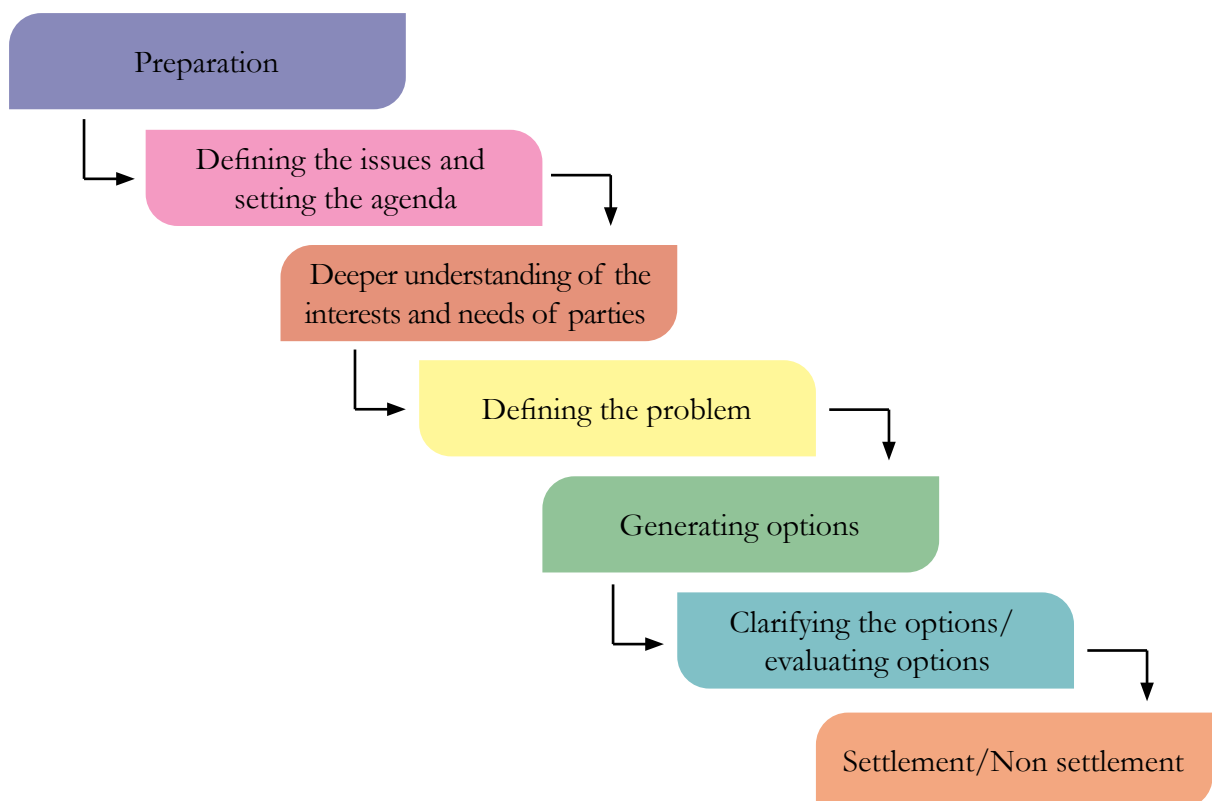 Preparation
Defining the issues and
setting the agenda
Deeper understanding of the
interests and needs of parties
Defining the problem
Generating options
Clarifying the options/
evaluating options
Settlement/Non settlement